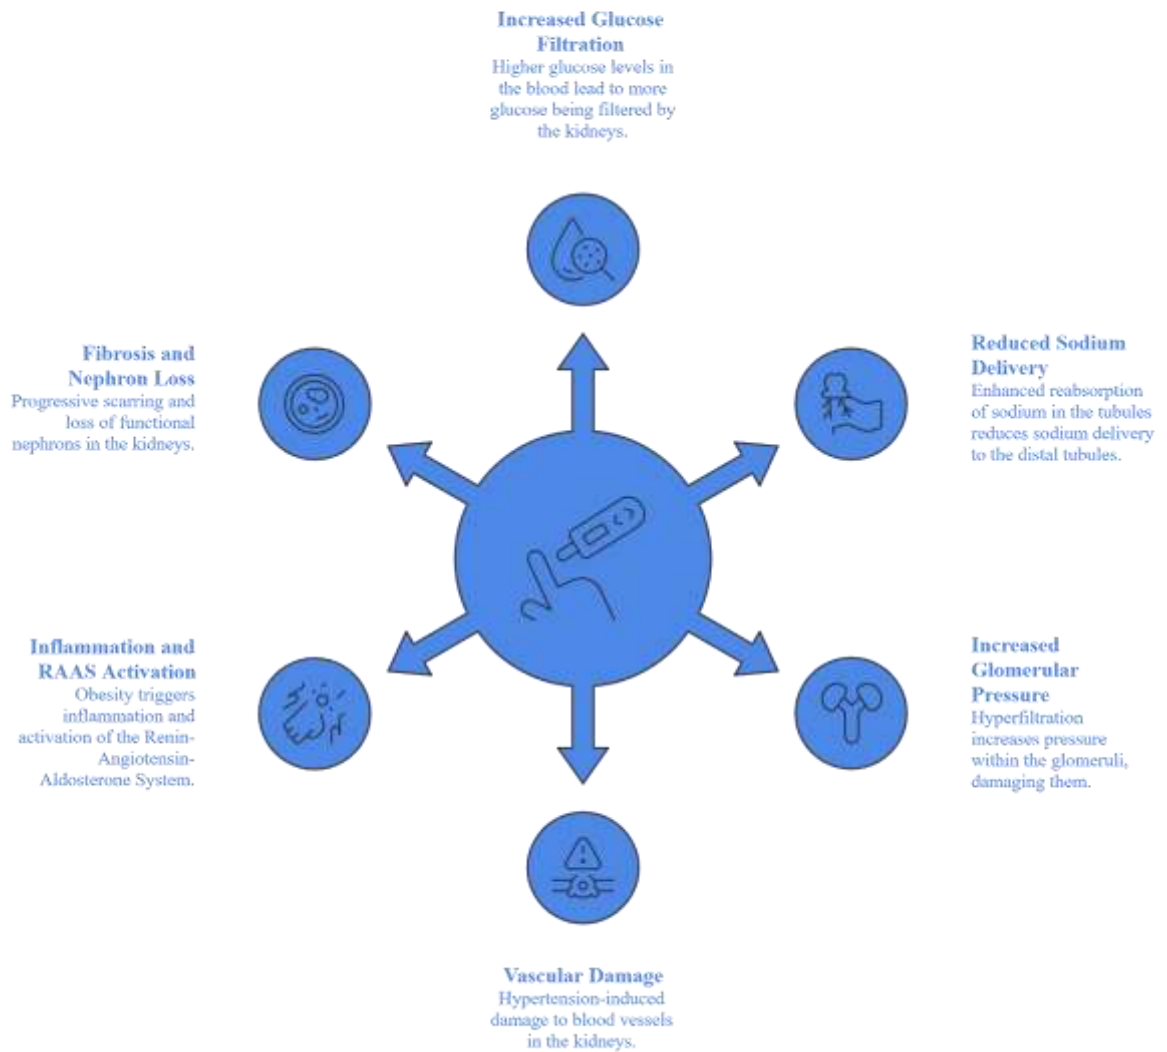 Increased Glucose
Filtration
Higher glucose levels in
the blood lead to more
glucose being filtered by
the kidneys.
Fibrosis and
Nephron Loss
Progressive scarring and
loss of functional
nephrons in the kidneys.
Reduced Sodium
Delivery
Enhanced reabsorption
of sodium in the tubules
reduces sodium delivery
to the distal tubules.
Inflammation and
RAAS Activation
Obesity triggers
inflammation and
activation of the Renin-
Angiotensin-
Aldosterone System.
Increased
Glomerular
Pressure
Hyperfiltration
increases pressure
within the glomeruli,
damaging them.
Vascular Damage
Hypertension-induced
damage to blood vessels
in the kidneys.